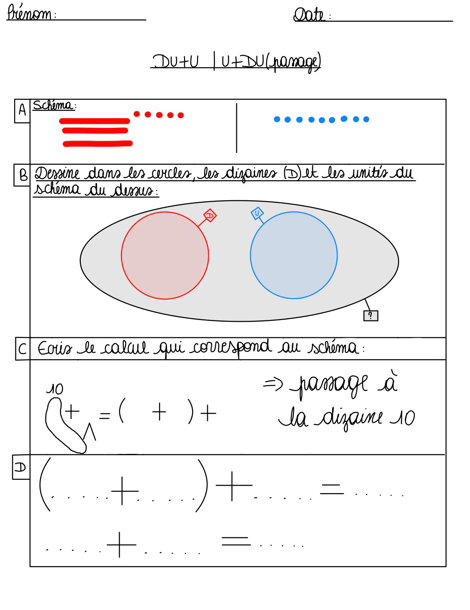 Prénom: Date:
DU+U | U+DU(passage)
A Schéma:
B Dessine dans les cercles, les dizaines (D) et les unités du
schéma du dessus:
D U
?
C Ecris le calcul qui correspond au schéma:
10
+ = ( + ) +
=> passage à
la dizaine 10
D
(.....+.....)+.....=.....
.....+.....=.....